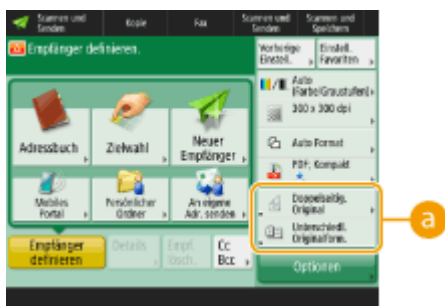 Scannen und
Senden
Kopie
Fax
Scannen und
Senden
Scannen und
Speichern
Empfänger definieren.
Vorherige
Einstell.
Einstell.
Favoriten
Auto
(Farbe/Graustufen)
300 x 300 dpi
Adressbuch
Zielwahl
Neuer
Empfänger
Auto Format
PDF; Kompakt
Mobiles
Portal
Persönlicher
Ordner
An eigene
Adr. senden
Doppelseitig.
Original
Unterschiedl.
Originalform.
a
Empfänger
definieren
Details
Empf.
lösch.
Cc
Bcc
Optionen